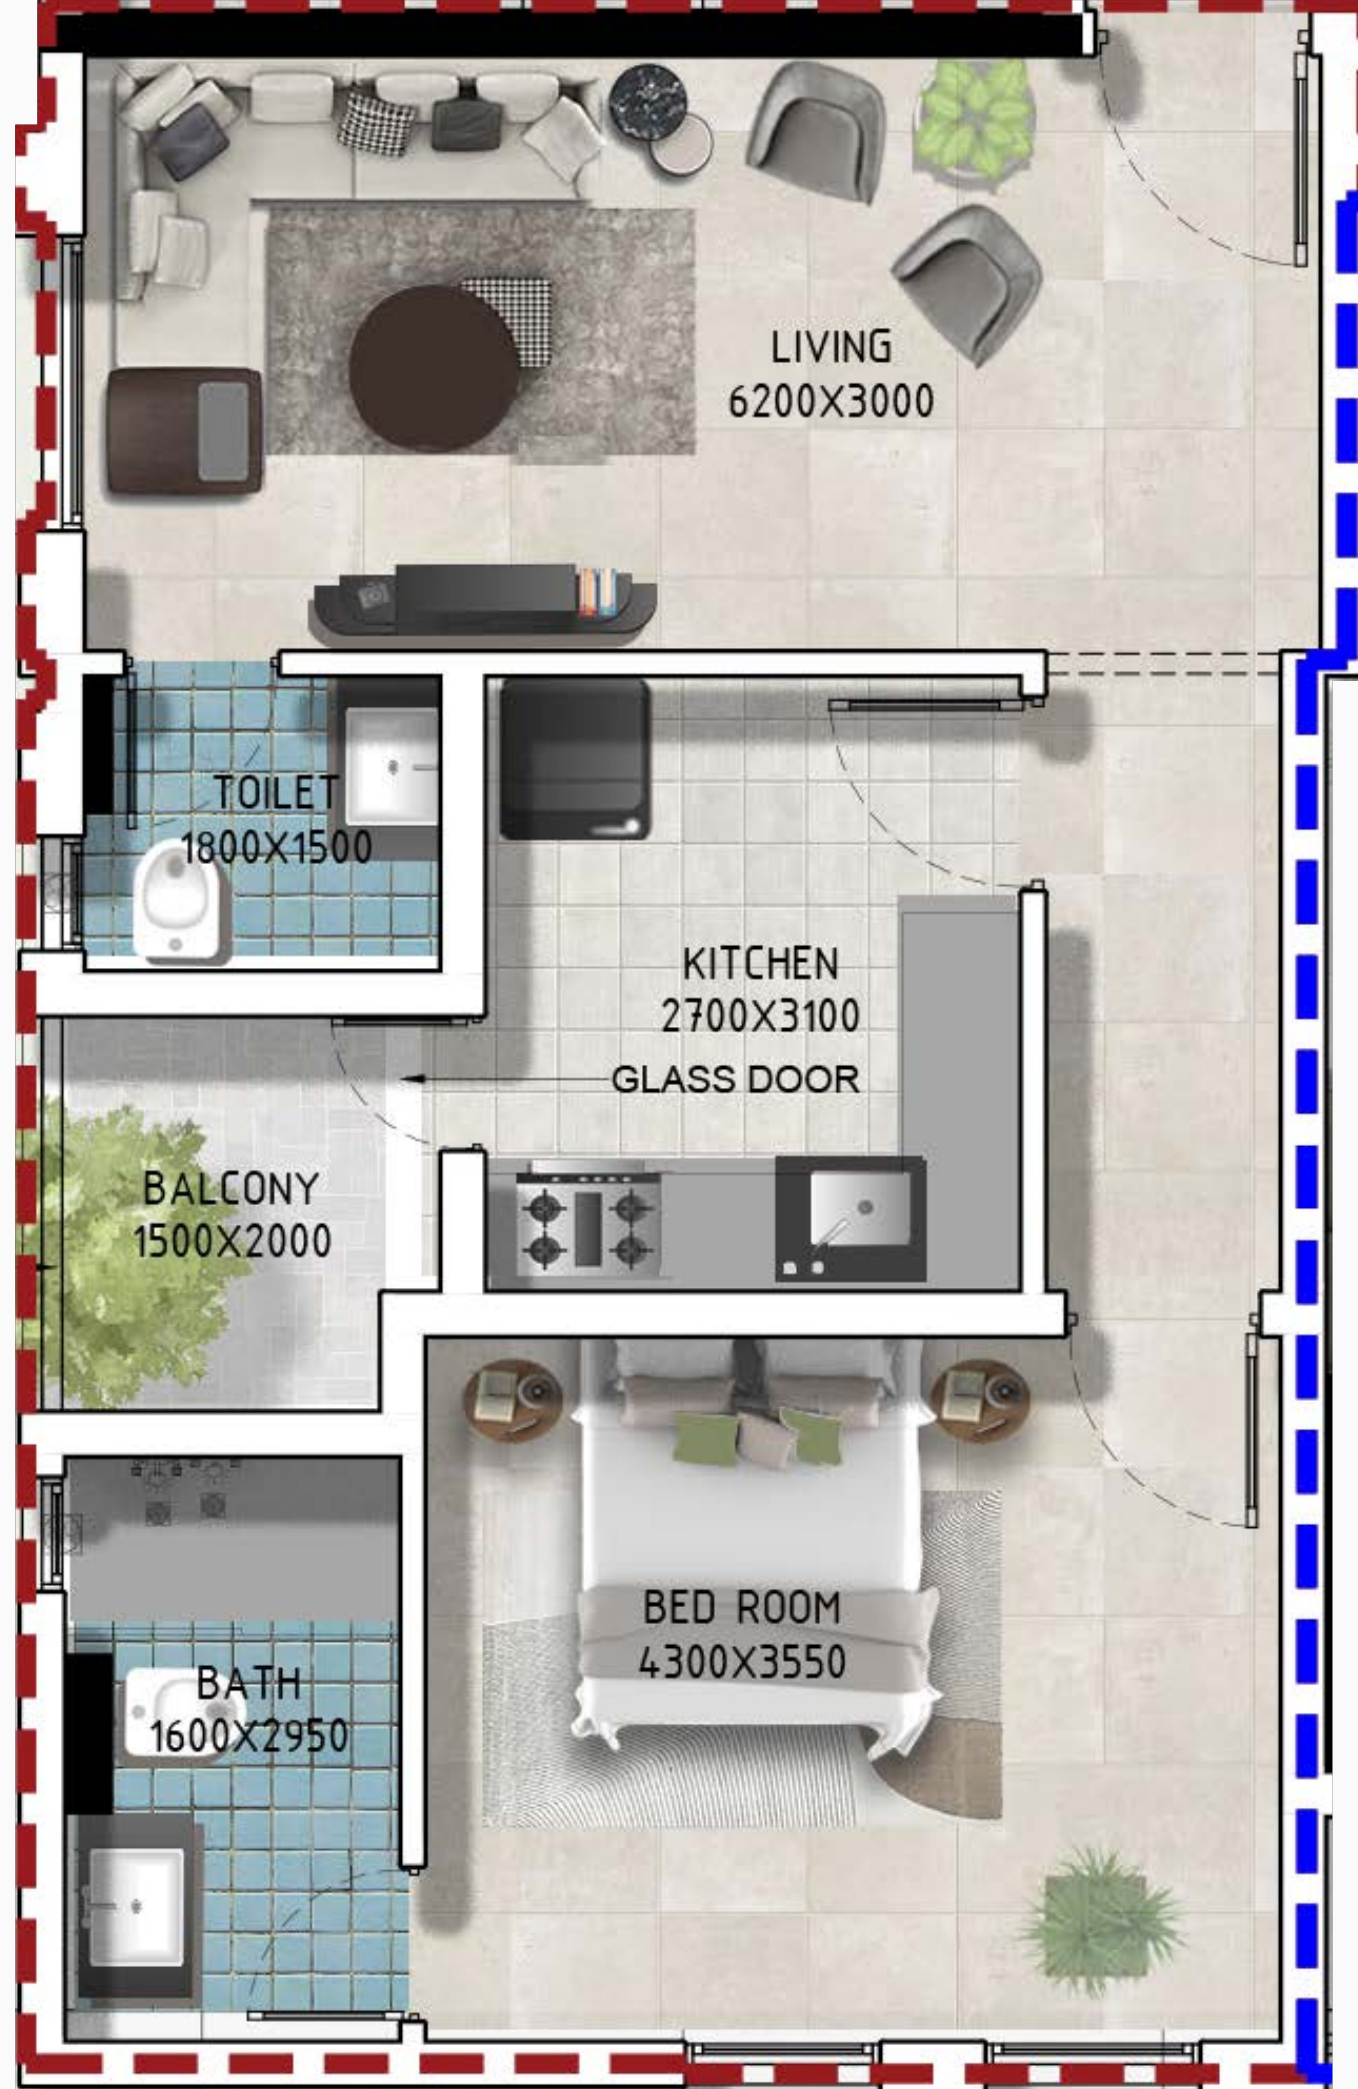 LIVING
6200X3000
TOILET
1800X1500
KITCHEN
2700X3100
GLASS DOOR
BALCONY
1500X2000
BED ROOM
4300X3550
BATH
1600X2950